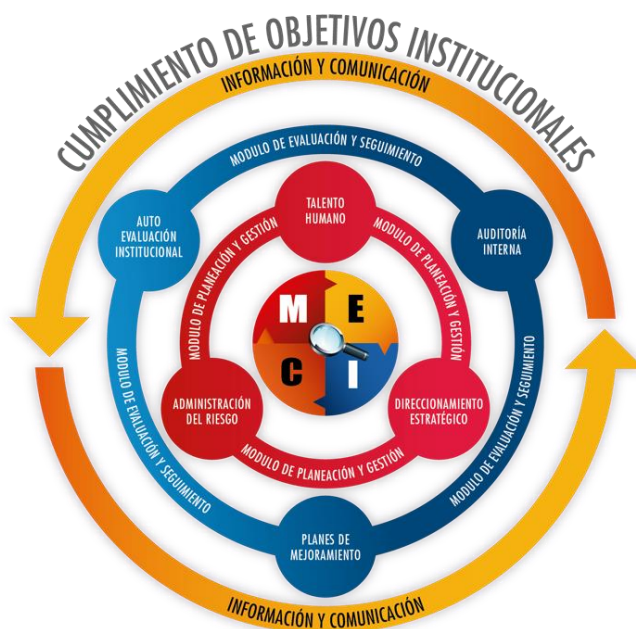 CUMPLIMIENTO DE OBJETIVOS INSTITUCIONALES
INFORMACIÓN Y COMUNICACIÓN
MODULO DE EVALUACIÓN Y SEGUIMIENTO
AUTO
EVALUACIÓN
INSTITUCIONAL
TALENTO
HUMANO
AUDITORÍA
INTERNA
MODULO DE PLANEACIÓN Y GESTIÓN
MODULO DE PLANEACIÓN Y GESTIÓN
M E
C I
ADMINISTRACIÓN
DEL RIESGO
DIRECCIONAMIENTO
ESTRATÉGICO
MODULO DE PLANEACIÓN Y GESTIÓN
MODULO DE EVALUACIÓN Y SEGUIMIENTO
MODULO DE EVALUACIÓN Y SEGUIMIENTO
PLANES DE
MEJORAMIENTO
INFORMACIÓN Y COMUNICACIÓN